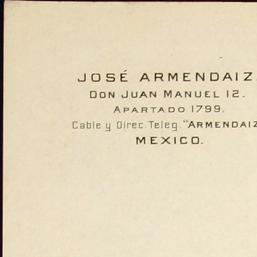 JOSÉ ARMENDAIZ.
DON JUAN MANUEL 12.
APARTADO 1799.
Cable y Direc. Teleg. "ARMENDAIZ
MEXICO.